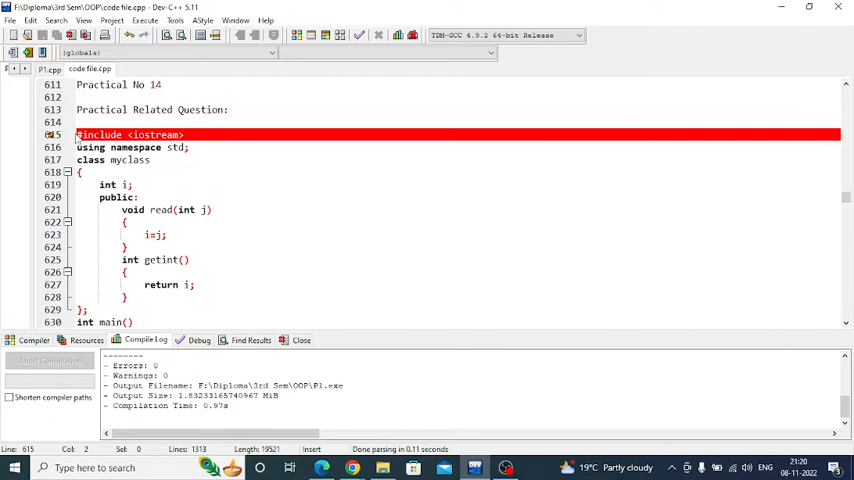 F:\Diploma\3rd Sem\OOP\code file.cpp - Dev-C++ 5.11
File Edit Search View Project Execute Tools AStyle Window Help
TDM-GCC 4.9.2 64-bit Release
(globals)
P1.cpp code file.cpp
611 Practical No 14
612
613 Practical Related Question:
614
615 #include <iostream>
616 using namespace std;
617 class myclass
618 {
619 int i;
620 public:
621 void read(int j)
622 {
623 i=j;
624 }
625 int getint()
626 {
627 return i;
628 }
629 };
630 int main()
Compiler Resources Compile Log Debug Find Results Close
Abort Compilation
Shorten compiler paths
--------
- Errors: 0
- Warnings: 0
- Output Filename: F:\Diploma\3rd Sem\OOP\P1.exe
- Output Size: 1.83233165740967 MiB
- Compilation Time: 0.97s
Line: 615 Col: 2 Sel: 0 Lines: 1313 Length: 19521 Insert Done parsing in 0.11 seconds
Type here to search
19°C Partly cloudy
ENG
21:20
08-11-2022
3